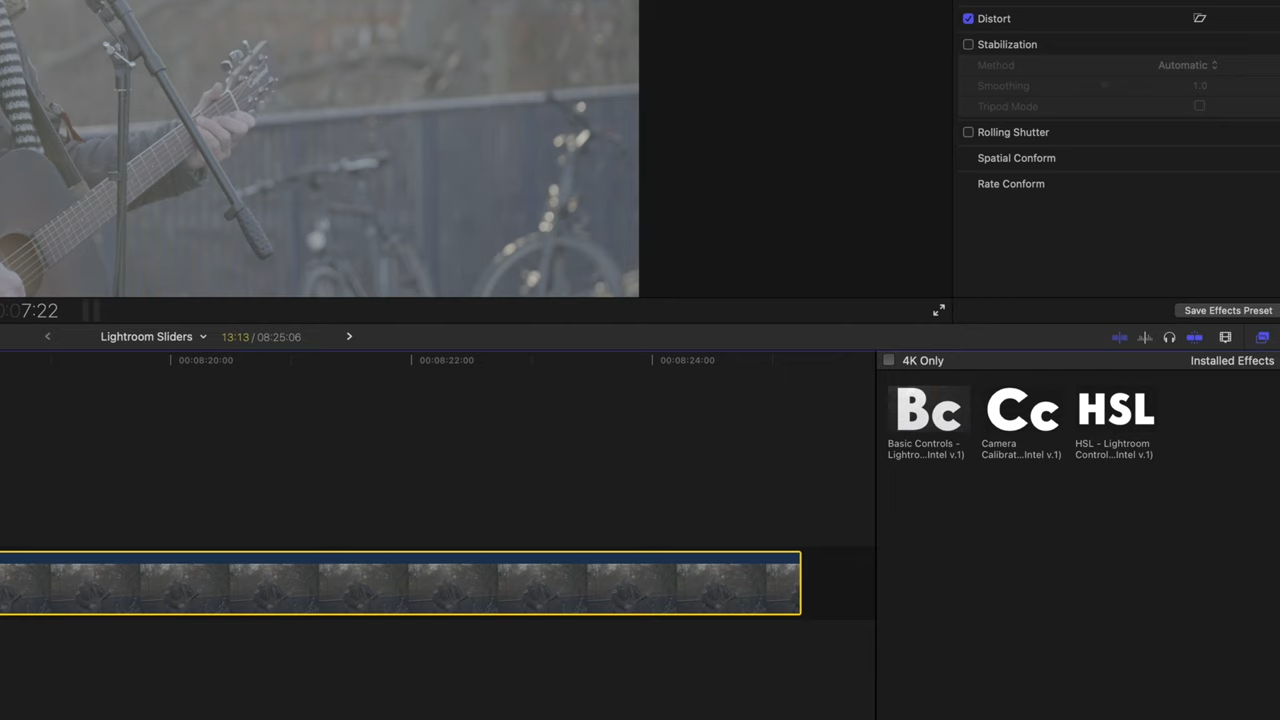 Distort
Stabilization
Method Automatic
Smoothing 1.0
Tripod Mode
Rolling Shutter
Spatial Conform
Rate Conform
:07:22
Save Effects Preset
Lightroom Sliders 13:13 / 08:25:06
00:08:20:00 00:08:22:00 00:08:24:00
4K Only Installed Effects
Bc Cc HSL
Basic Controls - Camera HSL - Lightroom
Lightro...Intel v.1) Calibrat...Intel v.1) Control...Intel v.1)